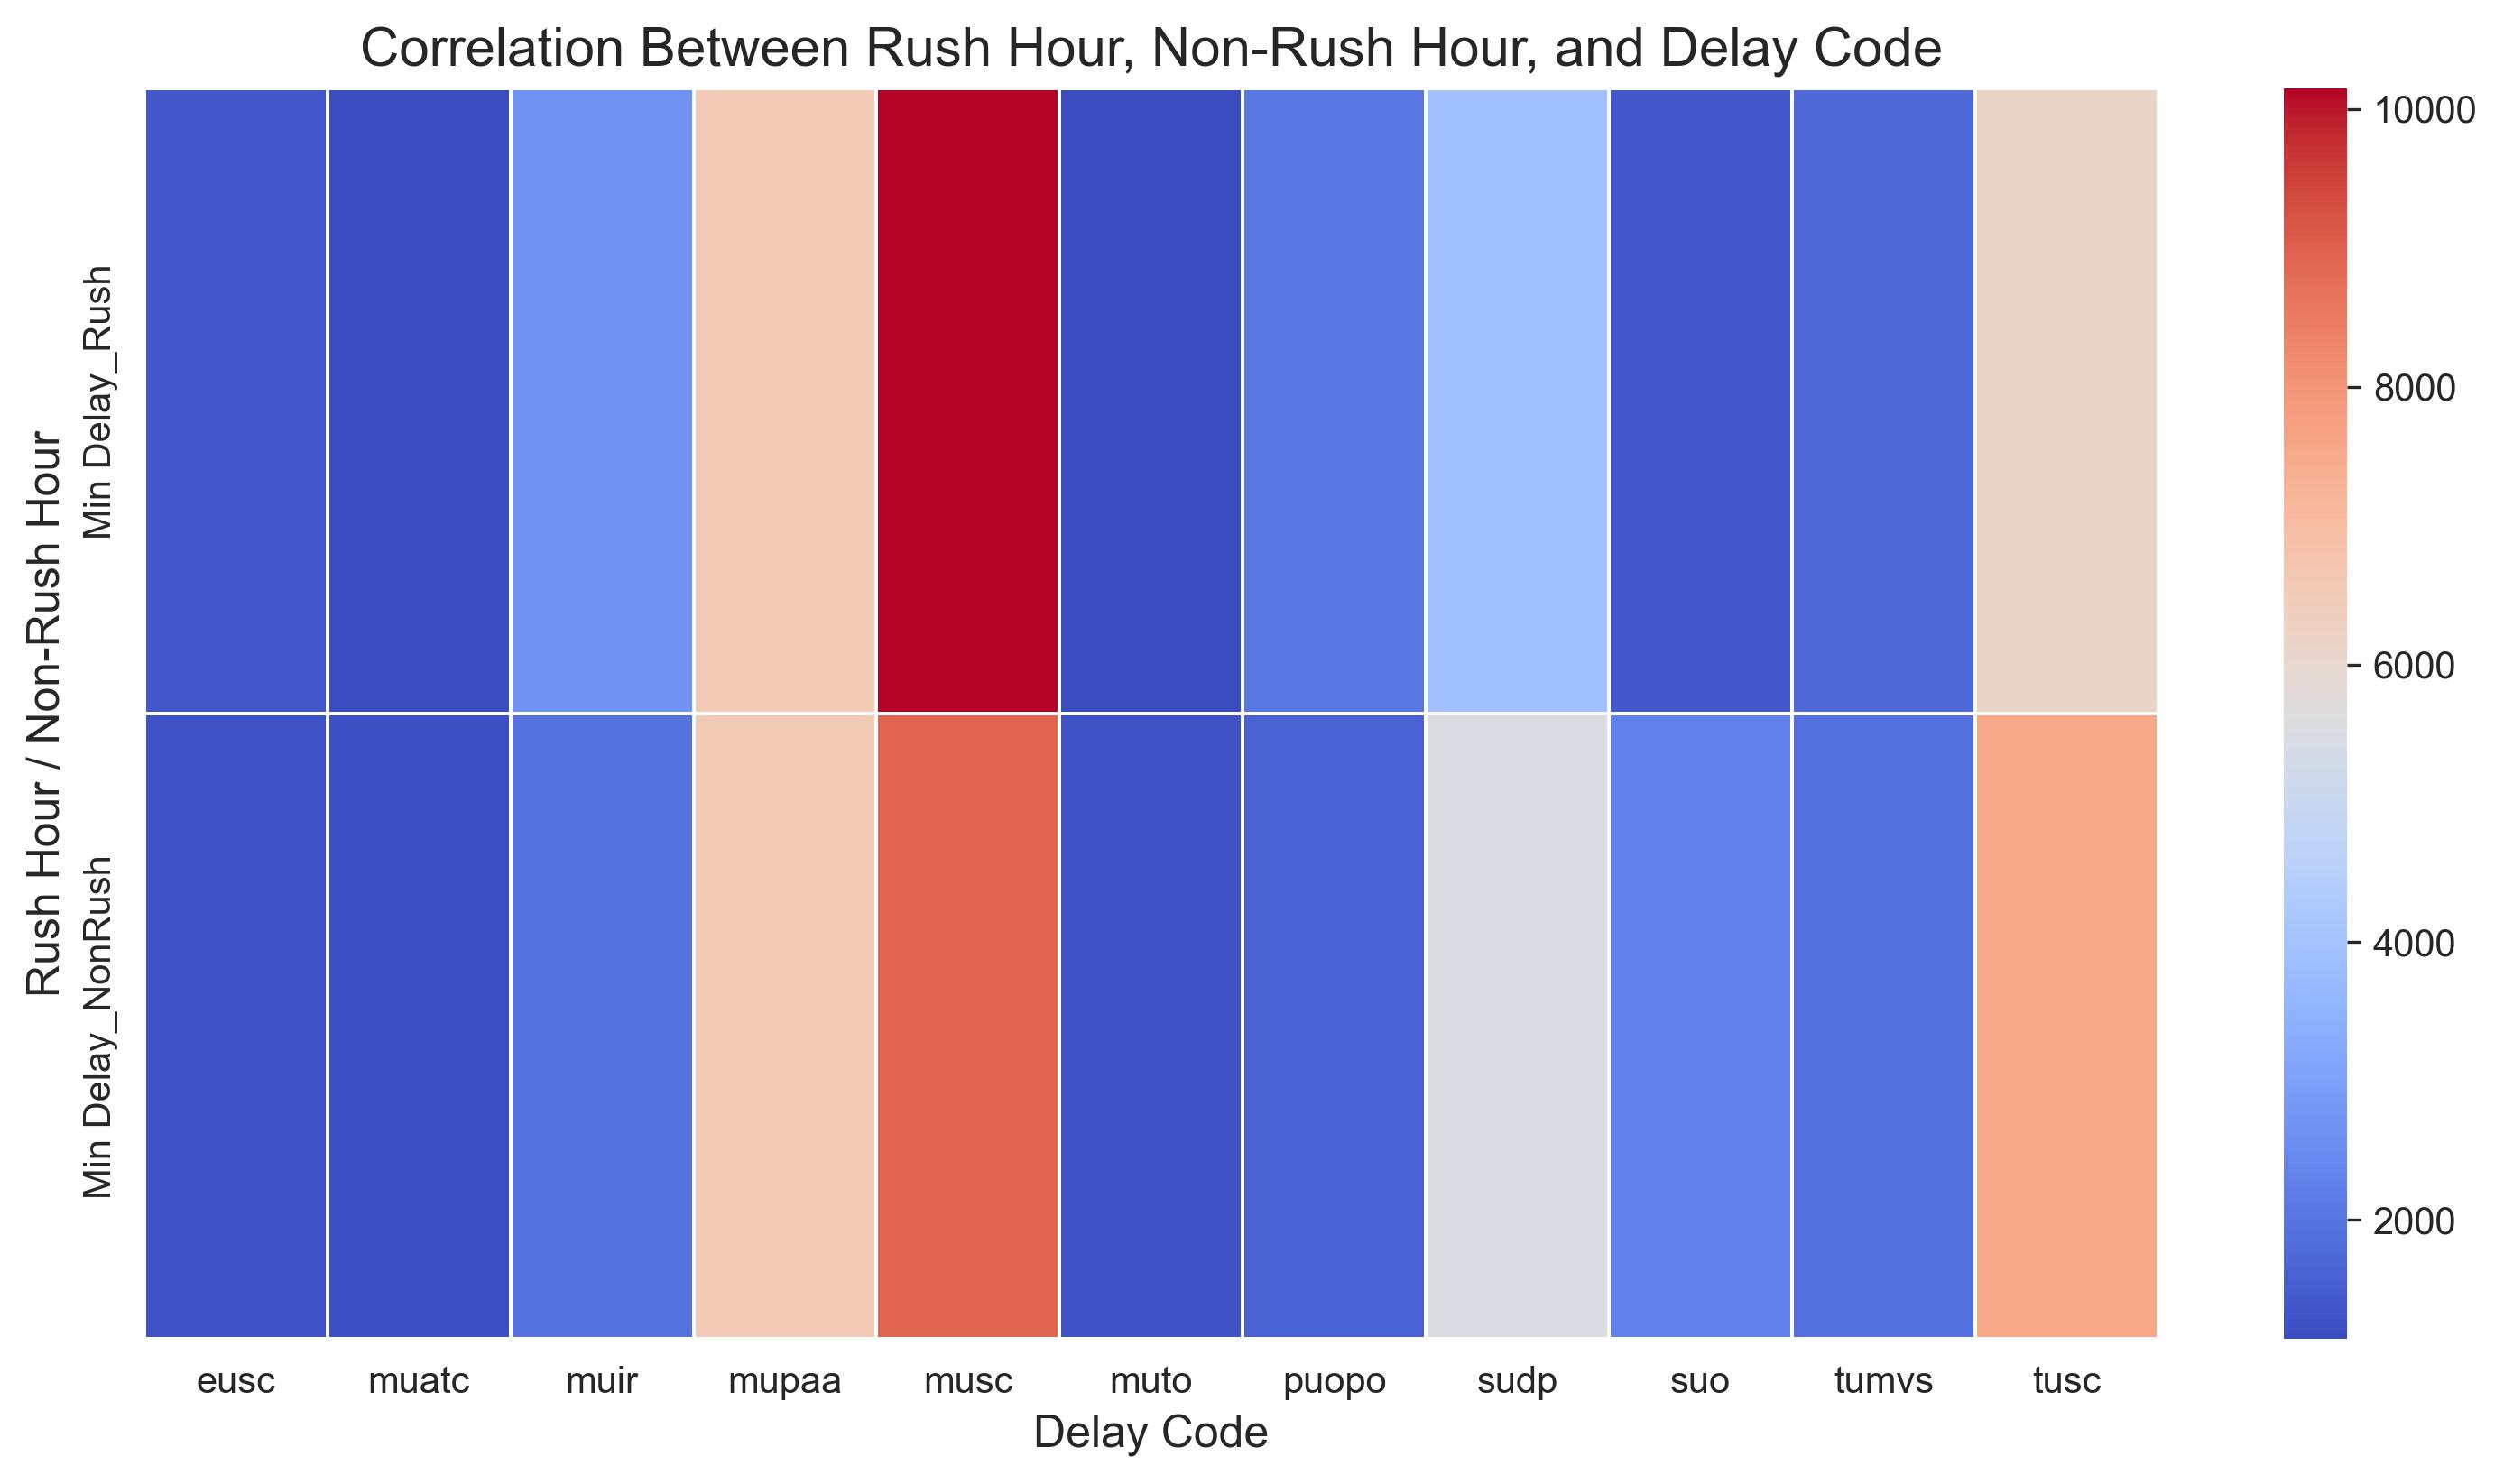 Correlation Between Rush Hour, Non-Rush Hour, and Delay Code
Rush Hour / Non-Rush Hour
Min Delay_Rush
Min Delay_NonRush
10000
8000
6000
4000
2000
eusc muatc muir mupaa musc muto puopo sudp suo tumvs tusc
Delay Code